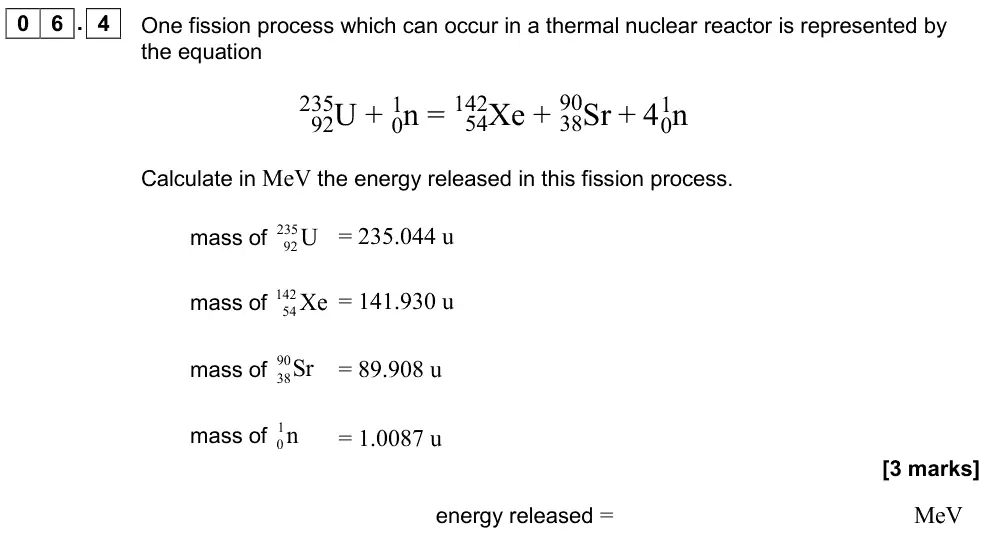 0 6 . 4 One fission process which can occur in a thermal nuclear reactor is represented by
the equation
²³⁵₉₂U + ¹₀n = ¹⁴²₅₄Xe + ⁹⁰₃₈Sr + 4¹₀n
Calculate in MeV the energy released in this fission process.
mass of ²³⁵₉₂U = 235.044 u
mass of ¹⁴²₅₄Xe = 141.930 u
mass of ⁹⁰₃₈Sr = 89.908 u
mass of ¹₀n = 1.0087 u
[3 marks]
energy released = MeV